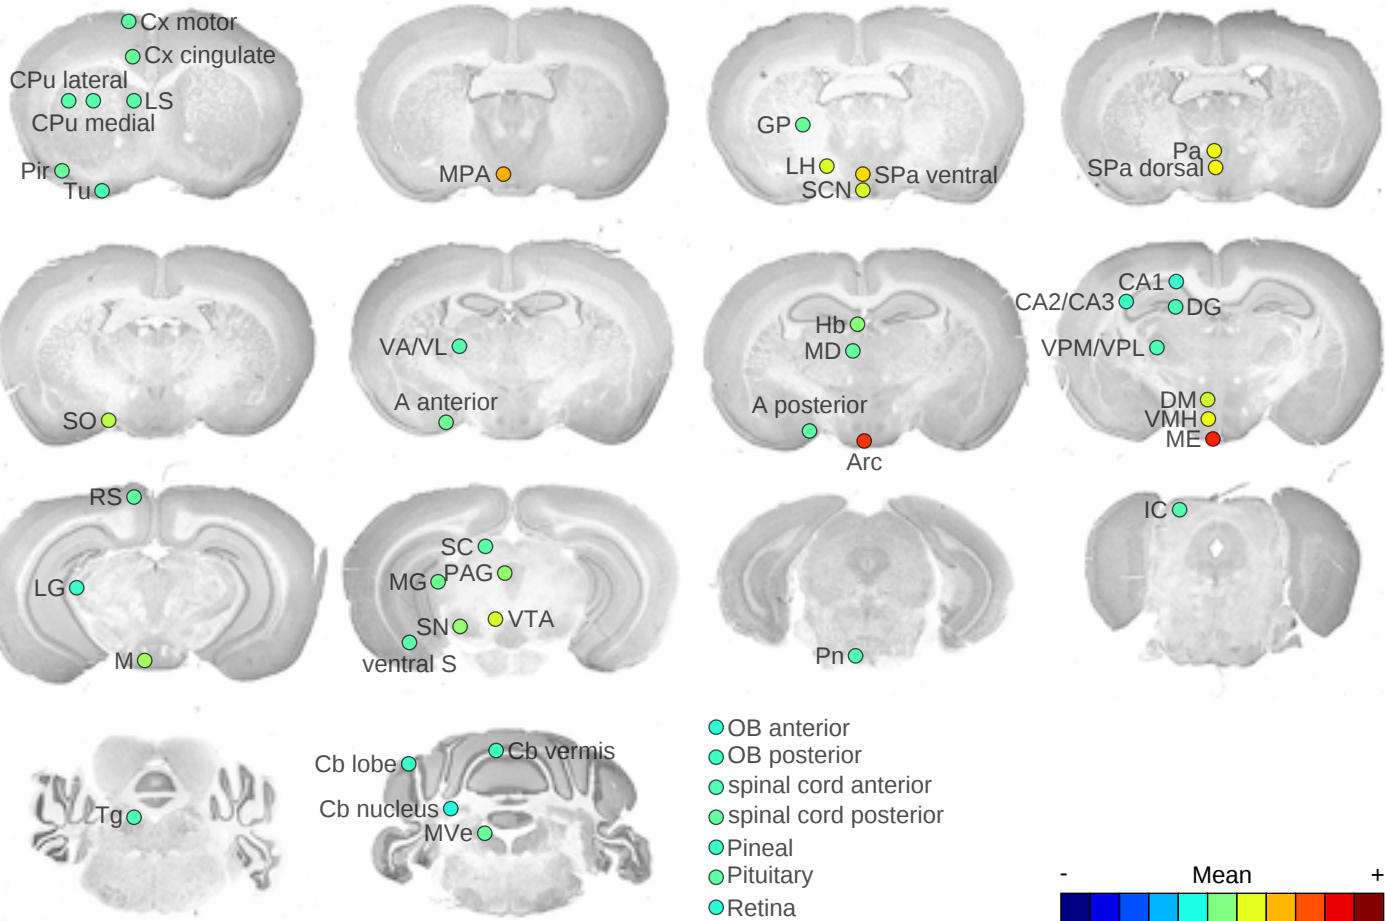 Cx motor
Cx cingulate
CPu lateral
LS
CPu medial
Pir
Tu
MPA
GP
LH
SPa ventral
SCN
Pa
SPa dorsal
SO
VA/VL
A anterior
Hb
MD
A posterior
Arc
CA1
CA2/CA3
DG
VPM/VPL
DM
VMH
ME
RS
LG
M
SC
MG
PAG
SN
VTA
ventral S
Pn
IC
Tg
Cb lobe
Cb vermis
Cb nucleus
MVe
OB anterior
OB posterior
spinal cord anterior
spinal cord posterior
Pineal
Pituitary
Retina
- Mean +